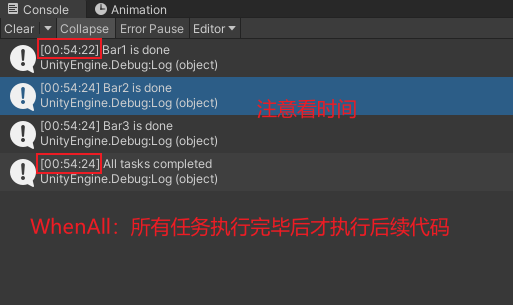 Console Animation
Clear Collapse Error Pause Editor
[00:54:22] Bar1 is done
UnityEngine.Debug:Log (object)
[00:54:24] Bar2 is done
UnityEngine.Debug:Log (object)
注意看时间
[00:54:24] Bar3 is done
UnityEngine.Debug:Log (object)
[00:54:24] All tasks completed
UnityEngine.Debug:Log (object)
WhenAll：所有任务执行完毕后才执行后续代码